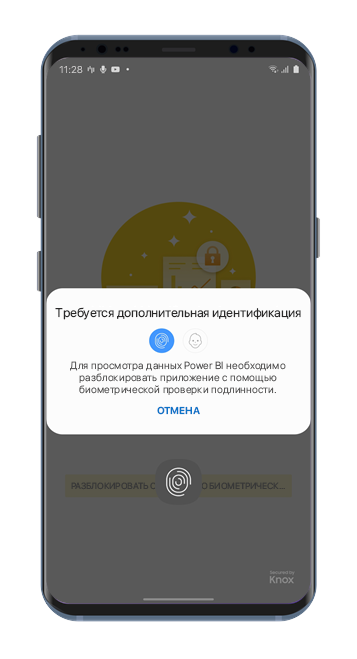 11:28
Требуется дополнительная идентификация
Для просмотра данных Power BI необходимо
разблокировать приложение с помощью
биометрической проверки подлинности.
ОТМЕНА
РАЗБЛОКИРОВАТЬ С О БИОМЕТРИЧЕСК...
Secured by
Knox